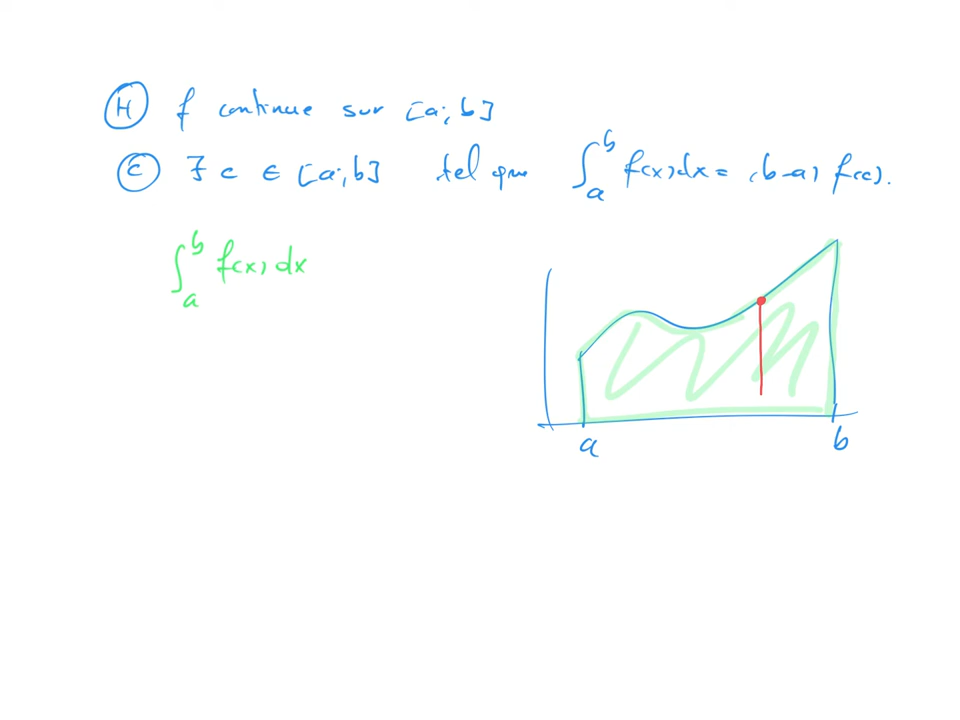 Ⓗ f continue sur [a;b]
Ⓒ ∃ c ∈ [a;b] tel que ∫_a^b f(x)dx = (b-a) f(c).
∫_a^b f(x) dx
a b